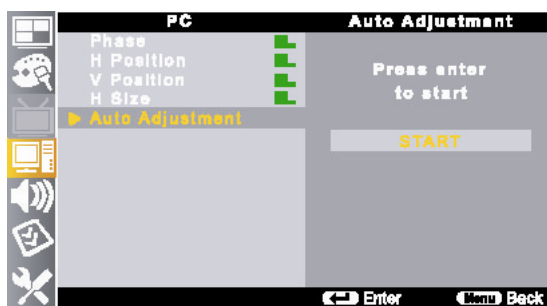 PC
Auto Adjustment
Phase
H Position
V Position
H Size
Auto Adjustment
Press enter
to start
START
Enter
Menu Back